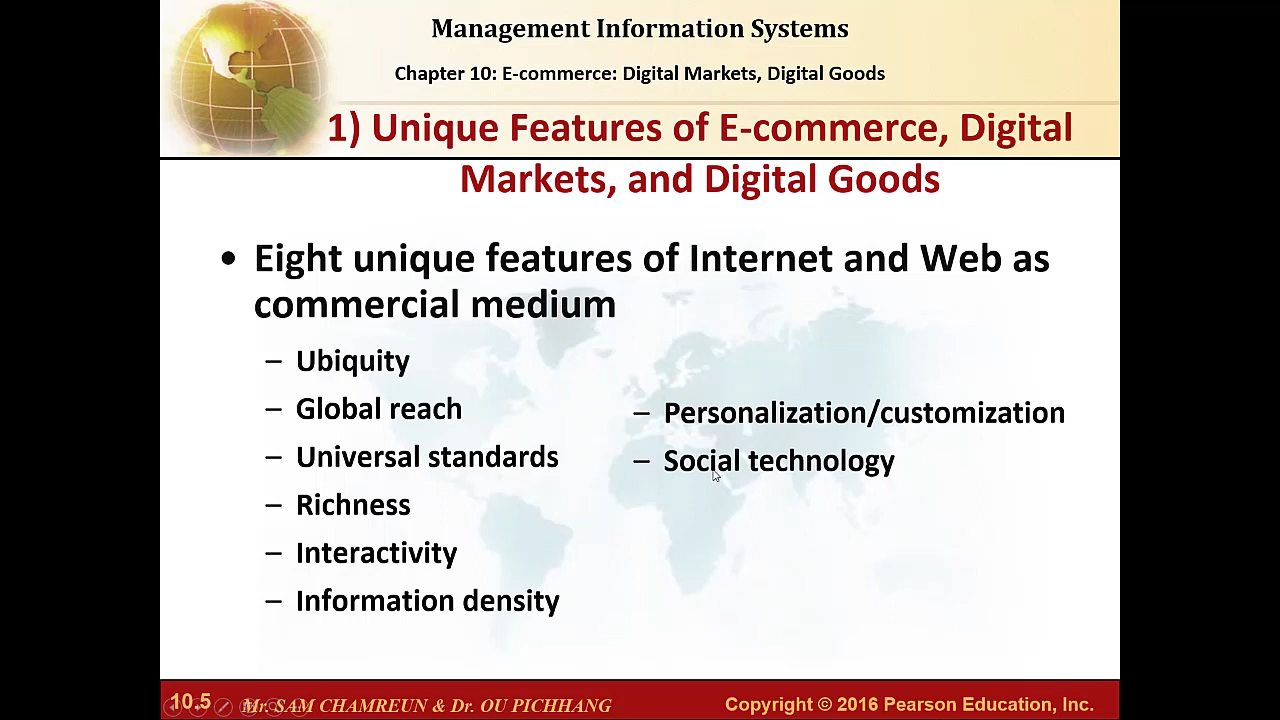 Management Information Systems
Chapter 10: E-commerce: Digital Markets, Digital Goods
1) Unique Features of E-commerce, Digital
Markets, and Digital Goods
• Eight unique features of Internet and Web as
commercial medium
– Ubiquity
– Global reach
– Universal standards
– Richness
– Interactivity
– Information density
– Personalization/customization
– Social technology
10.5
Mr. SAM CHAMREUN & Dr. OU PICHHANG
Copyright © 2016 Pearson Education, Inc.